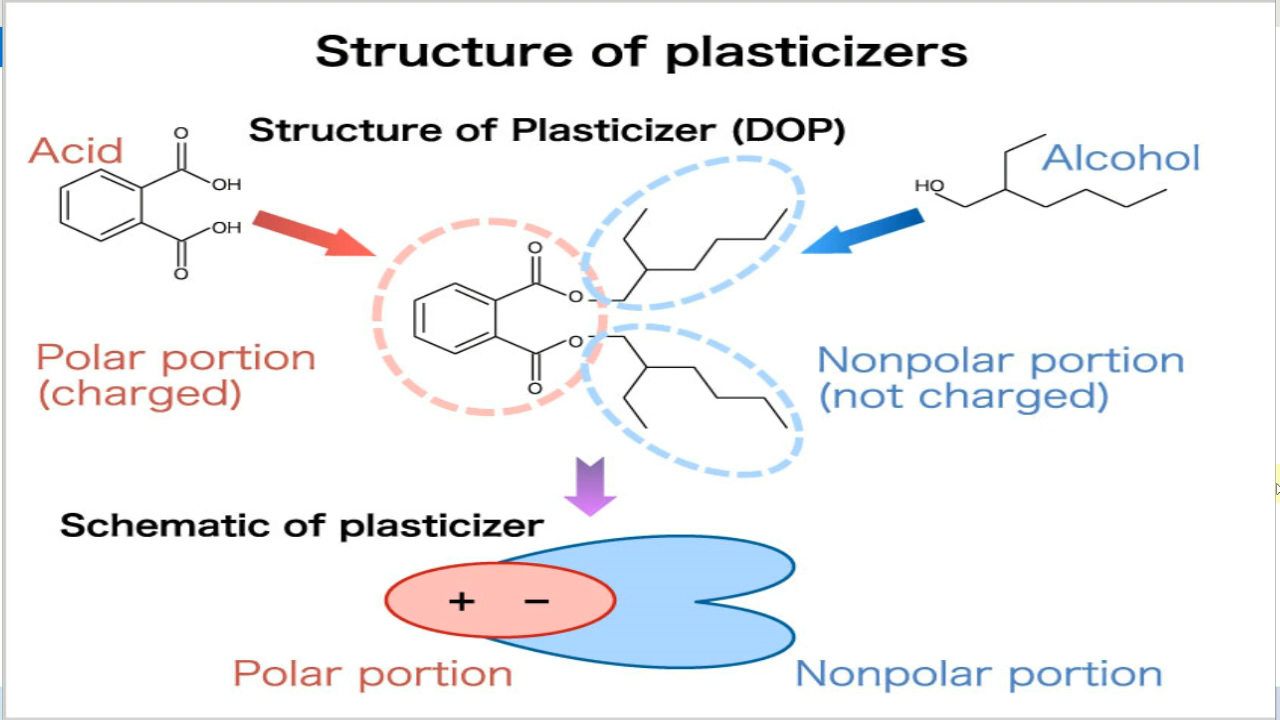 Structure of plasticizers
Structure of Plasticizer (DOP)
Acid
O
OH
OH
O
Alcohol
HO
O
O
O
O
Polar portion
(charged)
Nonpolar portion
(not charged)
Schematic of plasticizer
+ −
Polar portion
Nonpolar portion